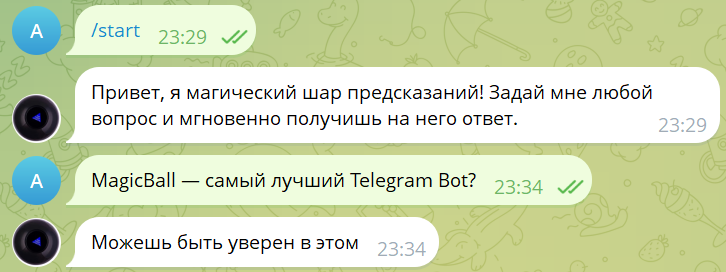 A
/start 23:29
Привет, я магический шар предсказаний! Задай мне любой
вопрос и мгновенно получишь на него ответ. 23:29
A
MagicBall — самый лучший Telegram Bot? 23:34
Можешь быть уверен в этом 23:34